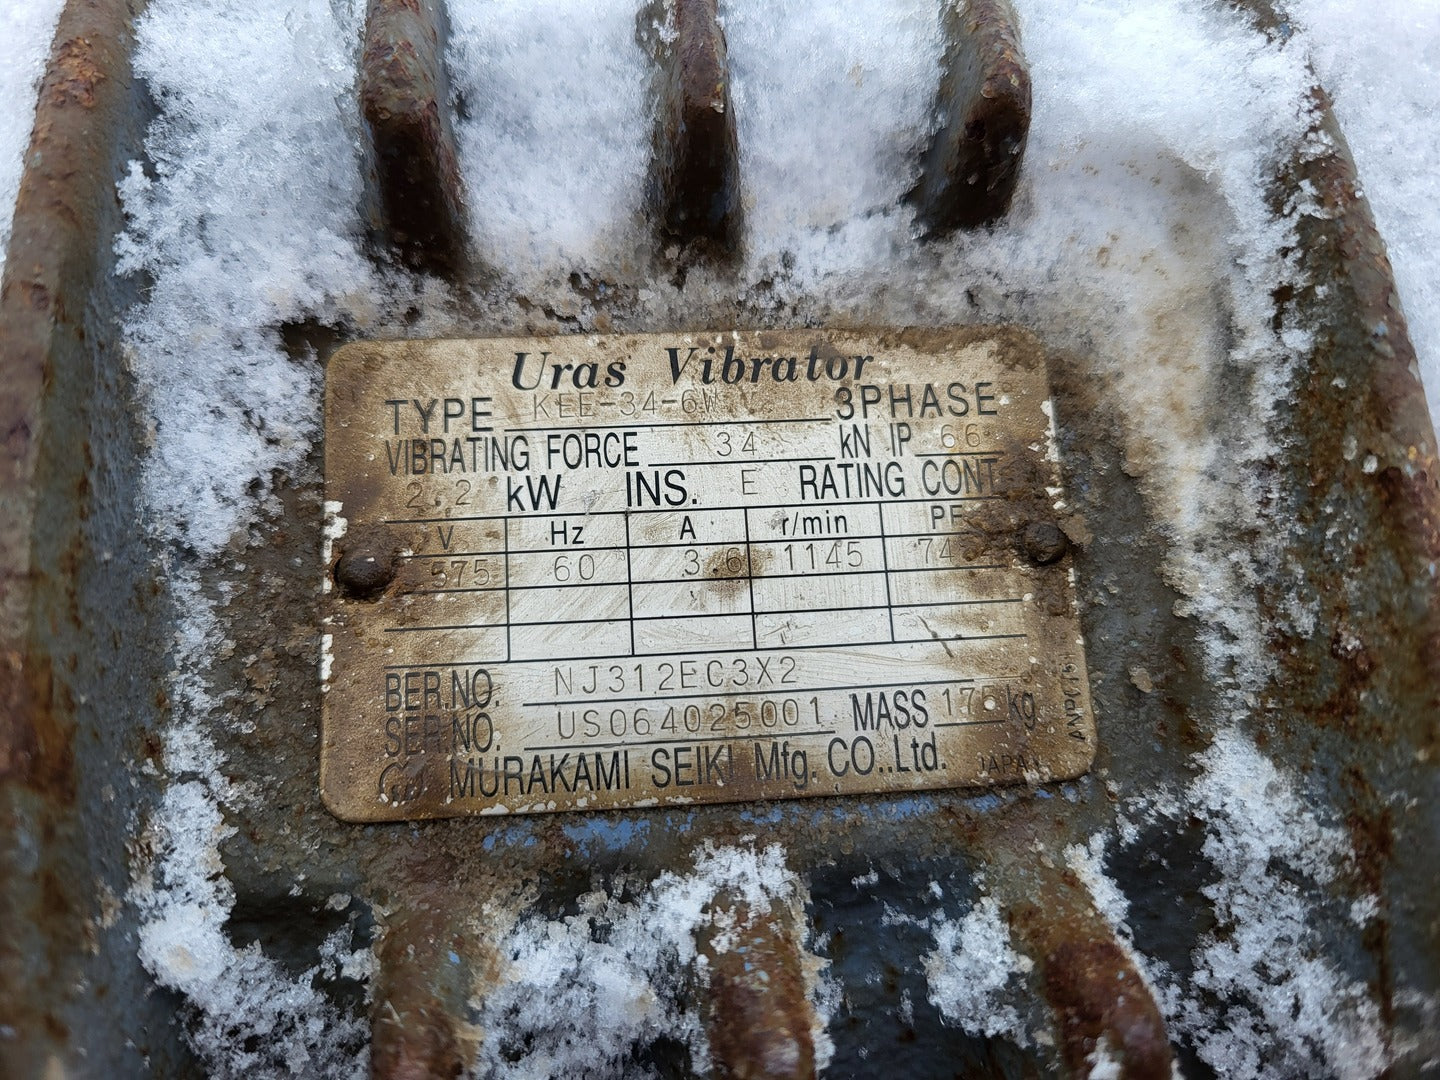 Uras Vibrator
TYPE KEE-34-6W 3PHASE
VIBRATING FORCE 34 kN IP 66
2.2 kW INS. E RATING CONT
V Hz A r/min PF
575 60 3.6 1145
BER.NO. NJ312EC3X2
SER.NO. US064025001 MASS kg
MURAKAMI SEIKI Mfg. CO.,Ltd. JAPAN